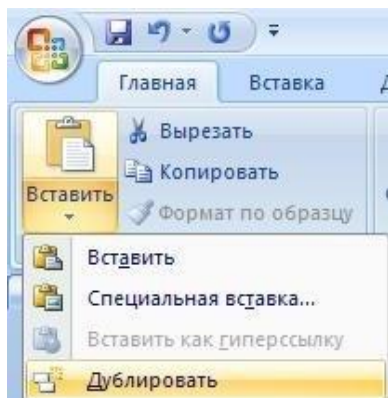 Главная Вставка
Вырезать
Копировать
Вставить
Формат по образцу
Вставить
Специальная вставка...
Вставить как гиперссылку
Дублировать